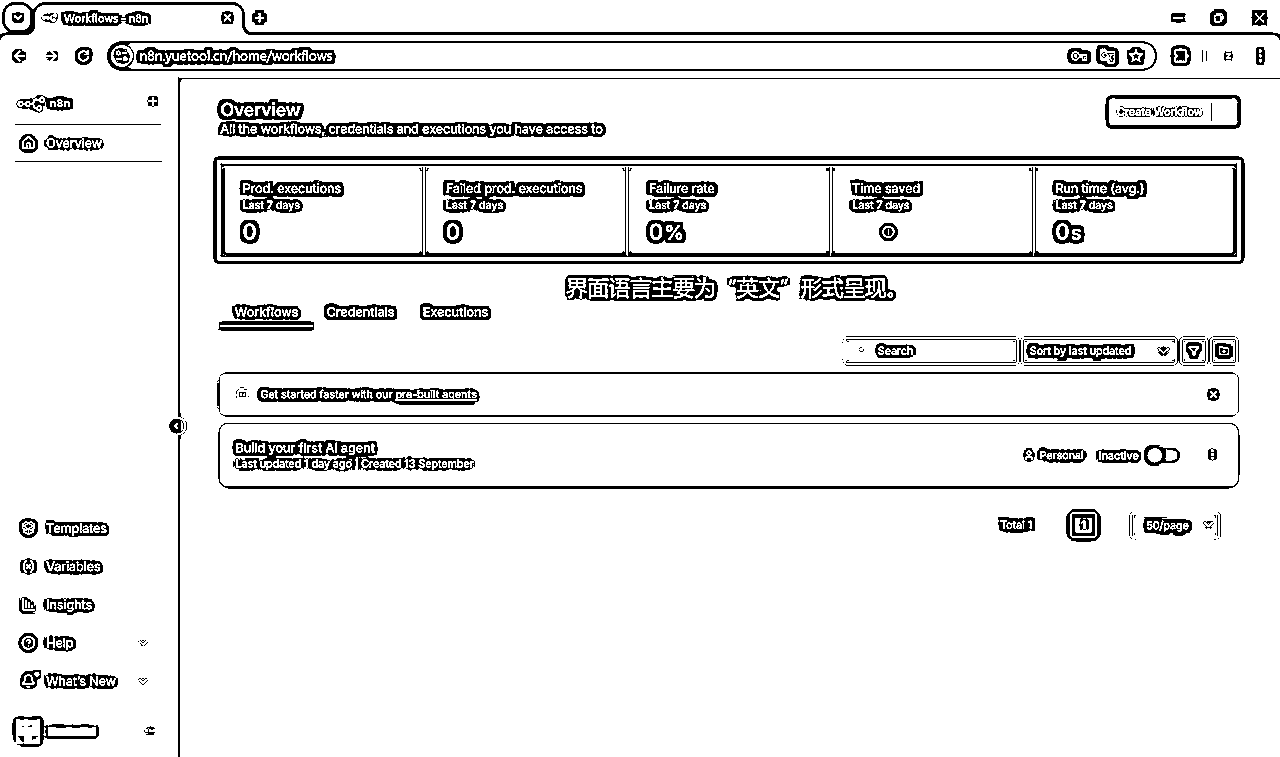 Workflows - n8n
n8n.yuetool.cn/home/workflows
n8n
Overview
Overview
All the workflows, credentials and executions you have access to
Create Workflow
Prod. executions
Last 7 days
0
Failed prod. executions
Last 7 days
0
Failure rate
Last 7 days
0%
Time saved
Last 7 days
Run time (avg.)
Last 7 days
0s
界面语言主要为 “英文” 形式呈现。
Workflows Credentials Executions
Search
Sort by last updated
Get started faster with our pre-built agents
Build your first AI agent
Last updated 1 day ago | Created 13 September
Personal
Inactive
Total 1
1
50/page
Templates
Variables
Insights
Help
What's New